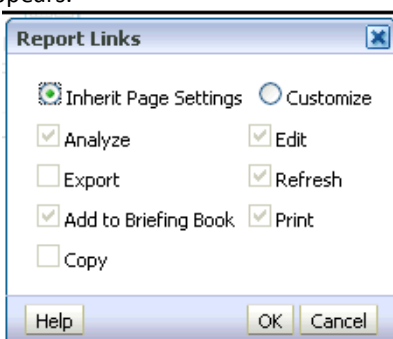 ppears.
Report Links
Inherit Page Settings Customize
Analyze Edit
Export Refresh
Add to Briefing Book Print
Copy
Help OK Cancel